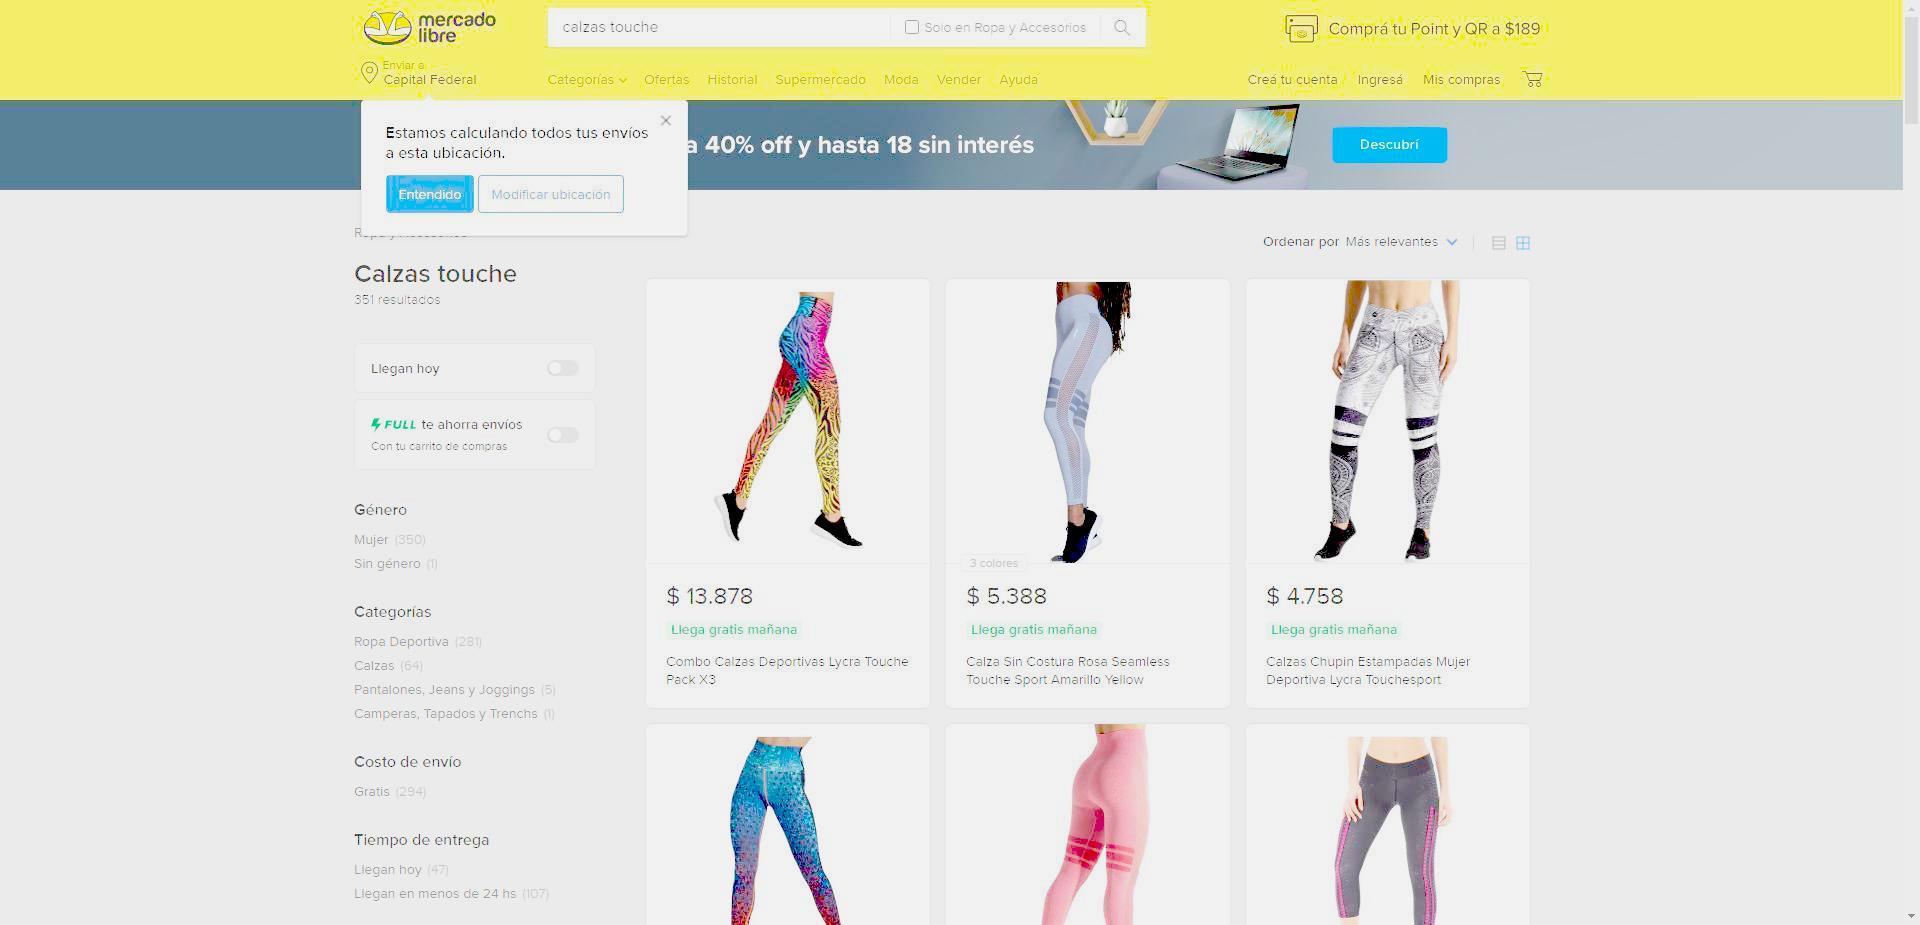 mercado
libre
calzas touche
Solo en Ropa y Accesorios
Comprá tu Point y QR a $189
Enviar a
Capital Federal
Categorías
Ofertas
Historial
Supermercado
Moda
Vender
Ayuda
Creá tu cuenta
Ingresá
Mis compras
Estamos calculando todos tus envíos
a esta ubicación.
Entendido
Modificar ubicación
a 40% off y hasta 18 sin interés
Descubrí
Ropa y Accesorios
Ordenar por Más relevantes
Calzas touche
351 resultados
Llegan hoy
FULL te ahorra envíos
Con tu carrito de compras
Género
Mujer (350)
Sin género (1)
Categorías
Ropa Deportiva (281)
Calzas (64)
Pantalones, Jeans y Joggings (5)
Camperas, Tapados y Trenchs (1)
Costo de envío
Gratis (294)
Tiempo de entrega
Llegan hoy (47)
Llegan en menos de 24 hs (107)
$ 13.878
Llega gratis mañana
Combo Calzas Deportivas Lycra Touche
Pack X3
3 colores
$ 5.388
Llega gratis mañana
Calza Sin Costura Rosa Seamless
Touche Sport Amarillo Yellow
$ 4.758
Llega gratis mañana
Calzas Chupin Estampadas Mujer
Deportiva Lycra Touchesport